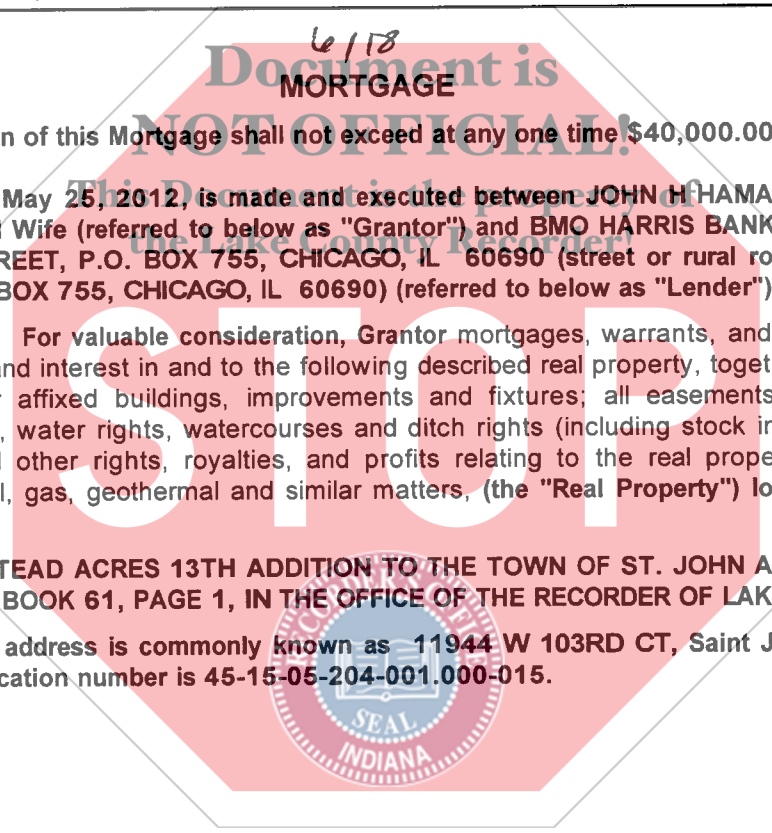 6/18
Document is
MORTGAGE
NOT OFFICIAL!
n of this Mortgage shall not exceed at any one time $40,000.00
This Document is the property of
May 25, 2012, is made and executed between JOHN H HAMA
the Lake County Recorder!
Wife (referred to below as "Grantor") and BMO HARRIS BANK
REET, P.O. BOX 755, CHICAGO, IL 60690 (street or rural ro
BOX 755, CHICAGO, IL 60690) (referred to below as "Lender")
STOP
For valuable consideration, Grantor mortgages, warrants, and
and interest in and to the following described real property, toget
affixed buildings, improvements and fixtures; all easements
, water rights, watercourses and ditch rights (including stock in
other rights, royalties, and profits relating to the real prope
l, gas, geothermal and similar matters, (the "Real Property") lo
TEAD ACRES 13TH ADDITION TO THE TOWN OF ST. JOHN A
BOOK 61, PAGE 1, IN THE OFFICE OF THE RECORDER OF LAK
address is commonly known as 11944 W 103RD CT, Saint J
cation number is 45-15-05-204-001.000-015.
RECORDER'S OFFICE
SEAL
INDIANA